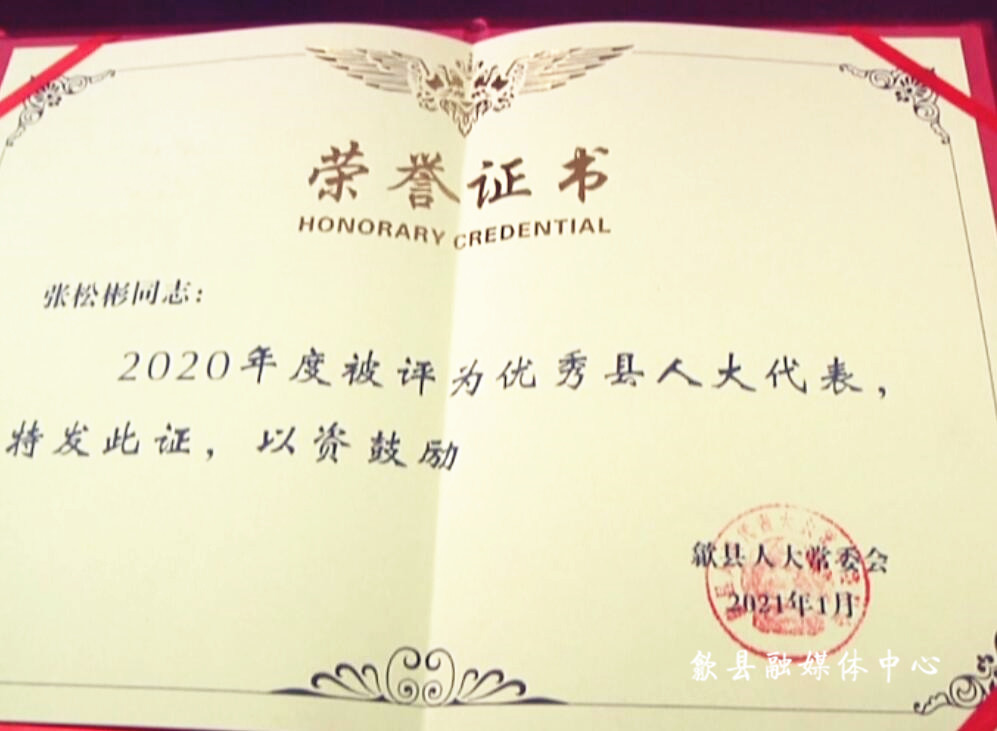 荣誉证书
HONORARY CREDENTIAL
张松彬同志：
2020年度被评为优秀县人大代表，
特发此证，以资鼓励
歙县人大常委会
2021年1月
歙县融媒体中心